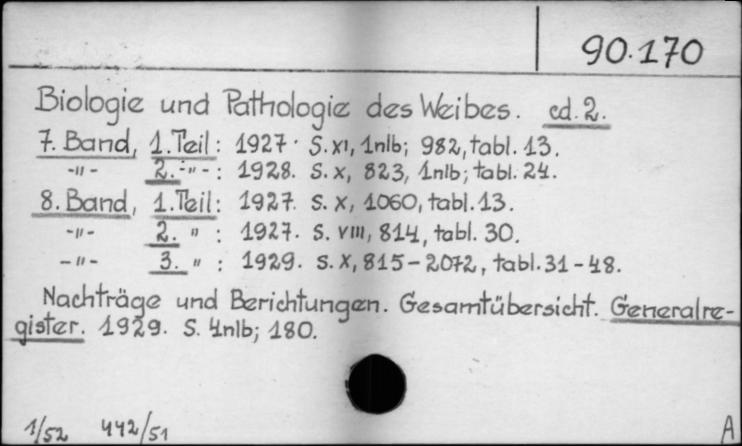 90.170
Biologie und Pathologie des Weibes. ed. 2.
7. Band, 1. Teil: 1927. S. XI, 1nlb; 982, tabl. 13.
-"- 2. -"- : 1928. S. X, 823, 1nlb; tabl. 24.
8. Band, 1. Teil: 1927. S. X, 1060, tabl. 13.
-"- 2. " : 1927. S. VIII, 814, tabl. 30.
-"- 3. " : 1929. S. X, 815-2072, tabl. 31-48.
Nachträge und Berichtungen. Gesamtübersicht. Generalre-
gister. 1929. S. 4nlb; 180.
1/52 442/51
A